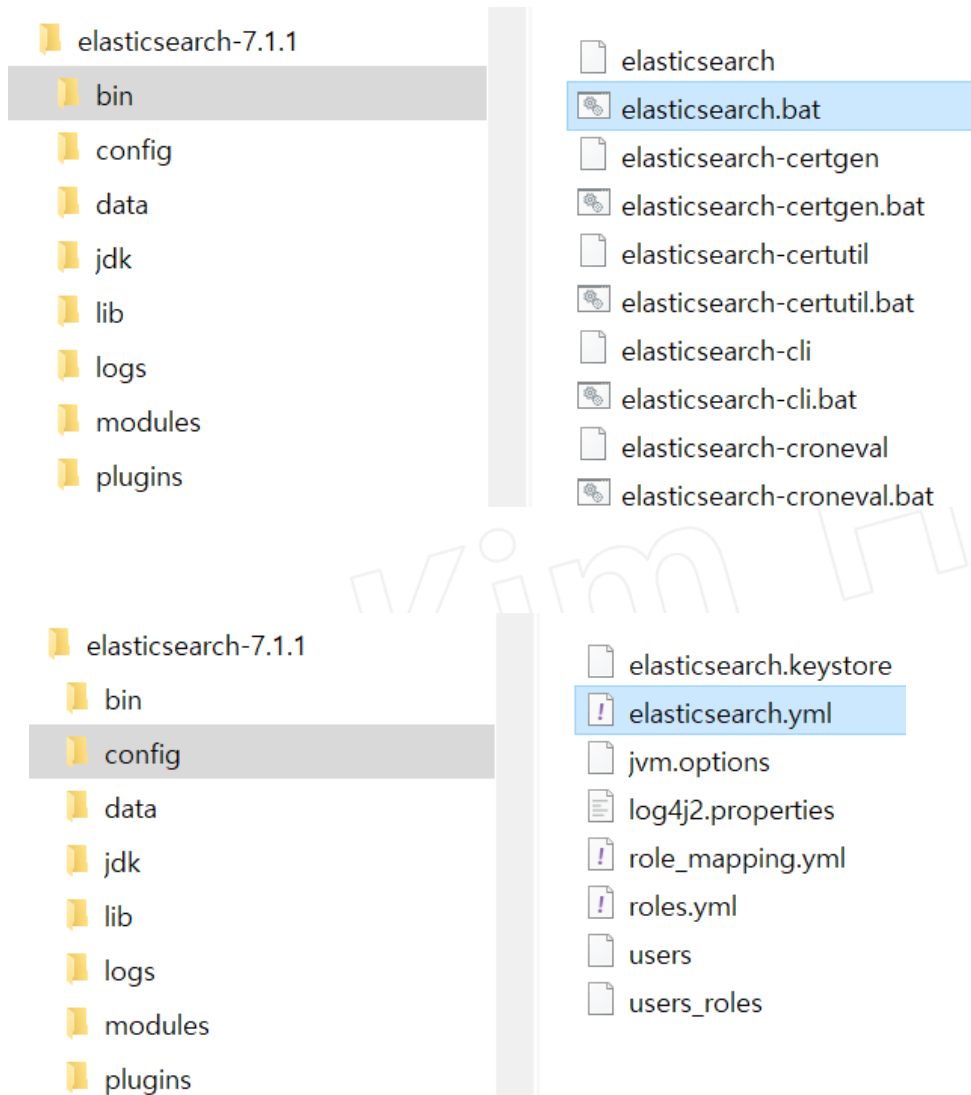 elasticsearch-7.1.1
bin
config
data
jdk
lib
logs
modules
plugins
elasticsearch
elasticsearch.bat
elasticsearch-certgen
elasticsearch-certgen.bat
elasticsearch-certutil
elasticsearch-certutil.bat
elasticsearch-cli
elasticsearch-cli.bat
elasticsearch-croneval
elasticsearch-croneval.bat
Kim H
elasticsearch-7.1.1
bin
config
data
jdk
lib
logs
modules
plugins
elasticsearch.keystore
elasticsearch.yml
jvm.options
log4j2.properties
role_mapping.yml
roles.yml
users
users_roles